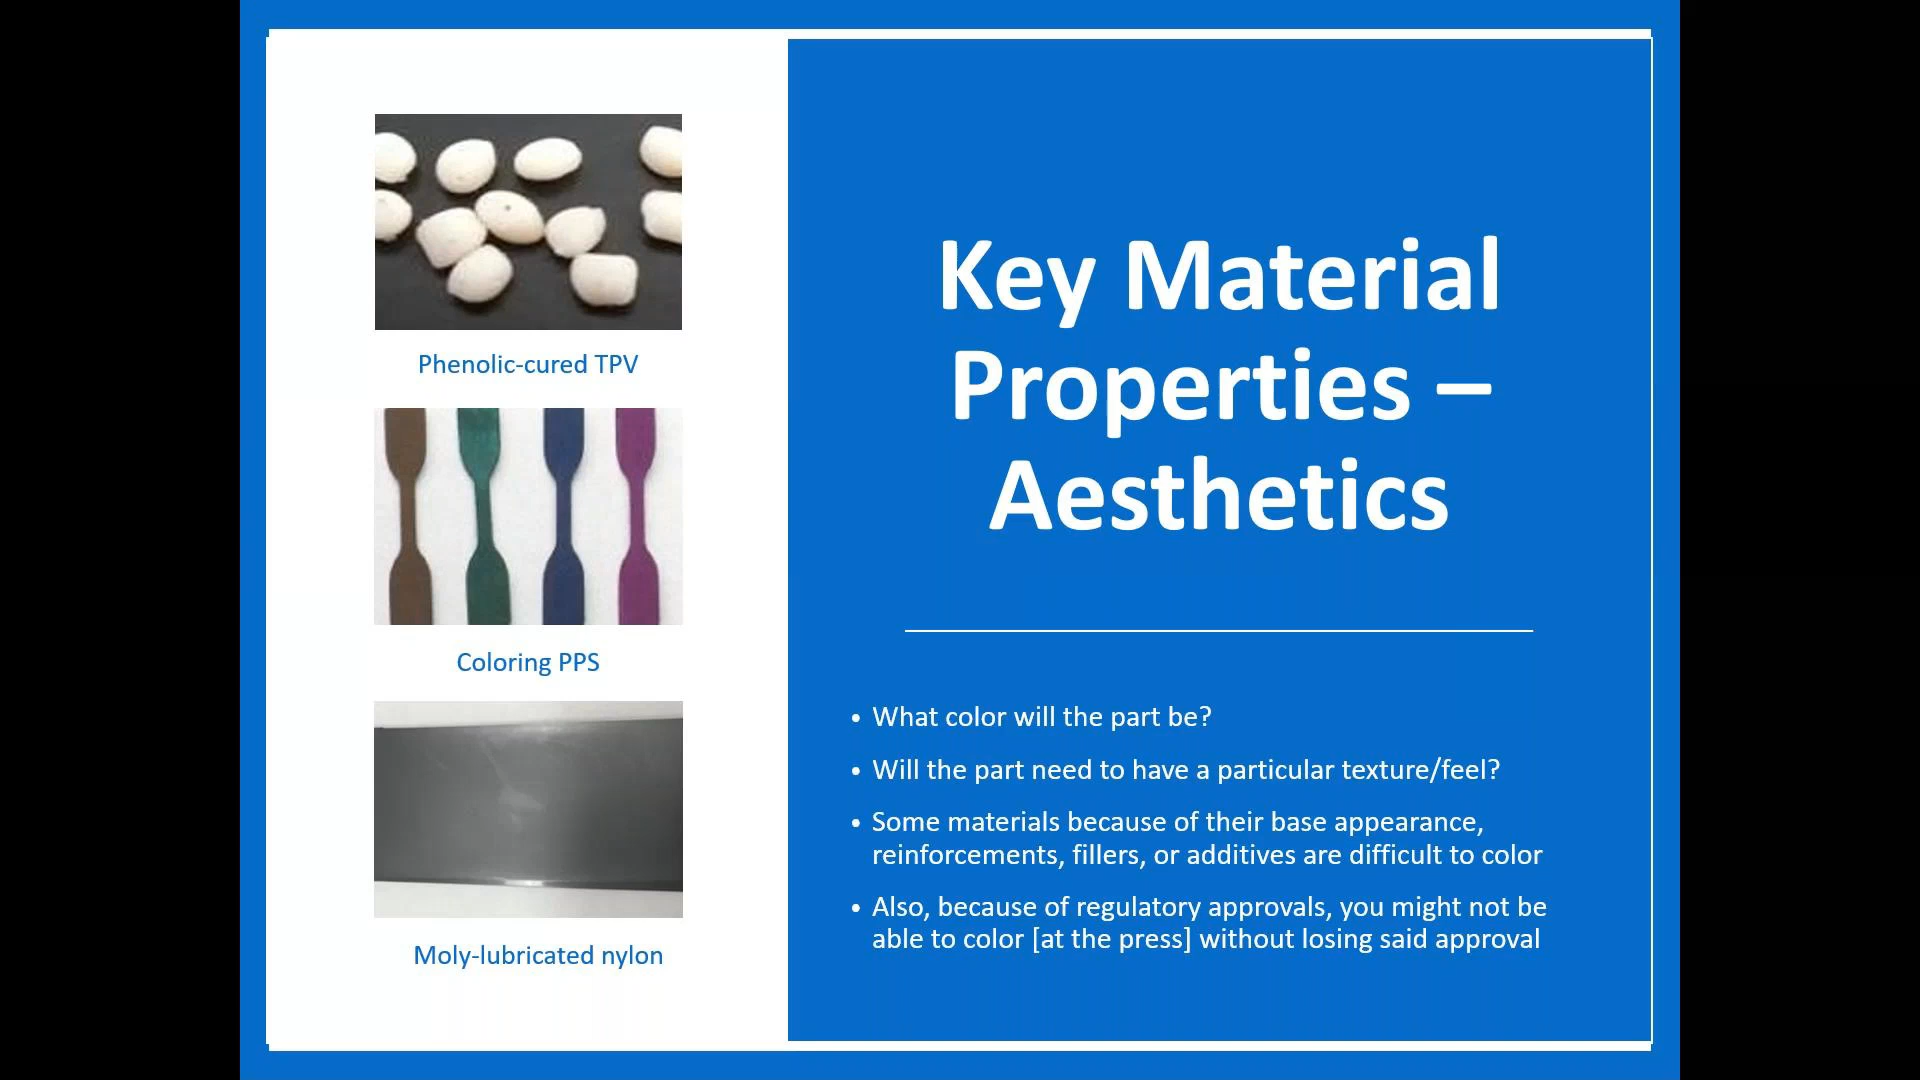 Phenolic-cured TPV
Coloring PPS
Moly-lubricated nylon
Key Material
Properties –
Aesthetics
• What color will the part be?
• Will the part need to have a particular texture/feel?
• Some materials because of their base appearance,
reinforcements, fillers, or additives are difficult to color
• Also, because of regulatory approvals, you might not be
able to color [at the press] without losing said approval